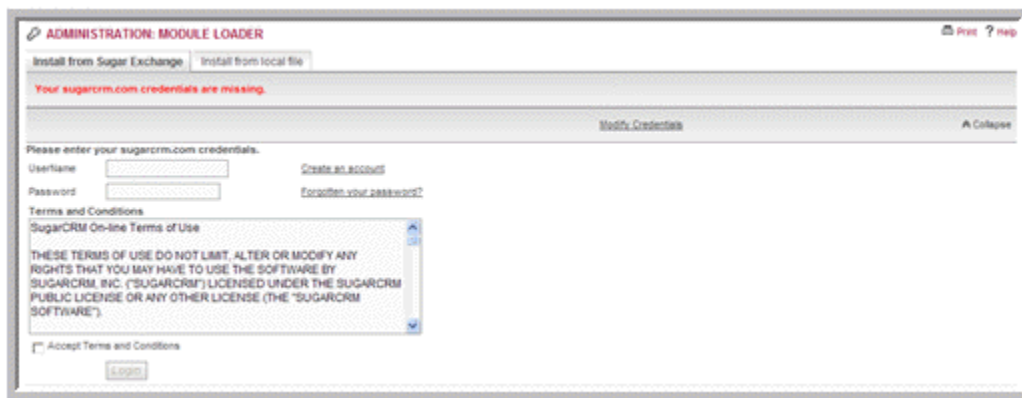 ADMINISTRATION: MODULE LOADER
Print ? Help
Install from Sugar Exchange Install from local file
Your sugarcrm.com credentials are missing.
Modify Credentials Collapse
Please enter your sugarcrm.com credentials.
UserName Create an account
Password Forgotten your password?
Terms and Conditions
SugarCRM On-line Terms of Use
THESE TERMS OF USE DO NOT LIMIT, ALTER OR MODIFY ANY
RIGHTS THAT YOU MAY HAVE TO USE THE SOFTWARE BY
SUGARCRM, INC. ("SUGARCRM") LICENSED UNDER THE SUGARCRM
PUBLIC LICENSE OR ANY OTHER LICENSE (THE "SUGARCRM
SOFTWARE").
Accept Terms and Conditions
Login